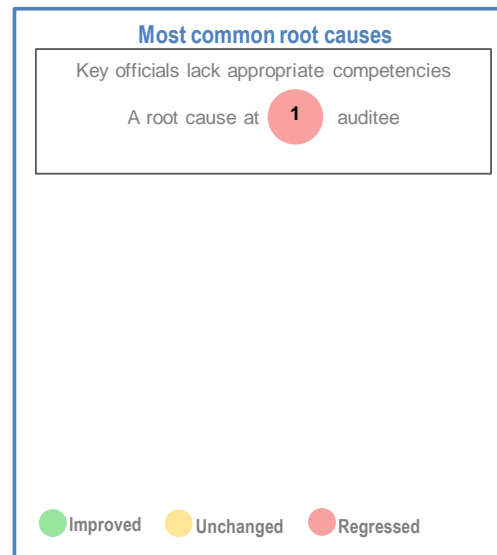 Most common root causes
Key officials lack appropriate competencies
A root cause at 1 auditee
Improved Unchanged Regressed